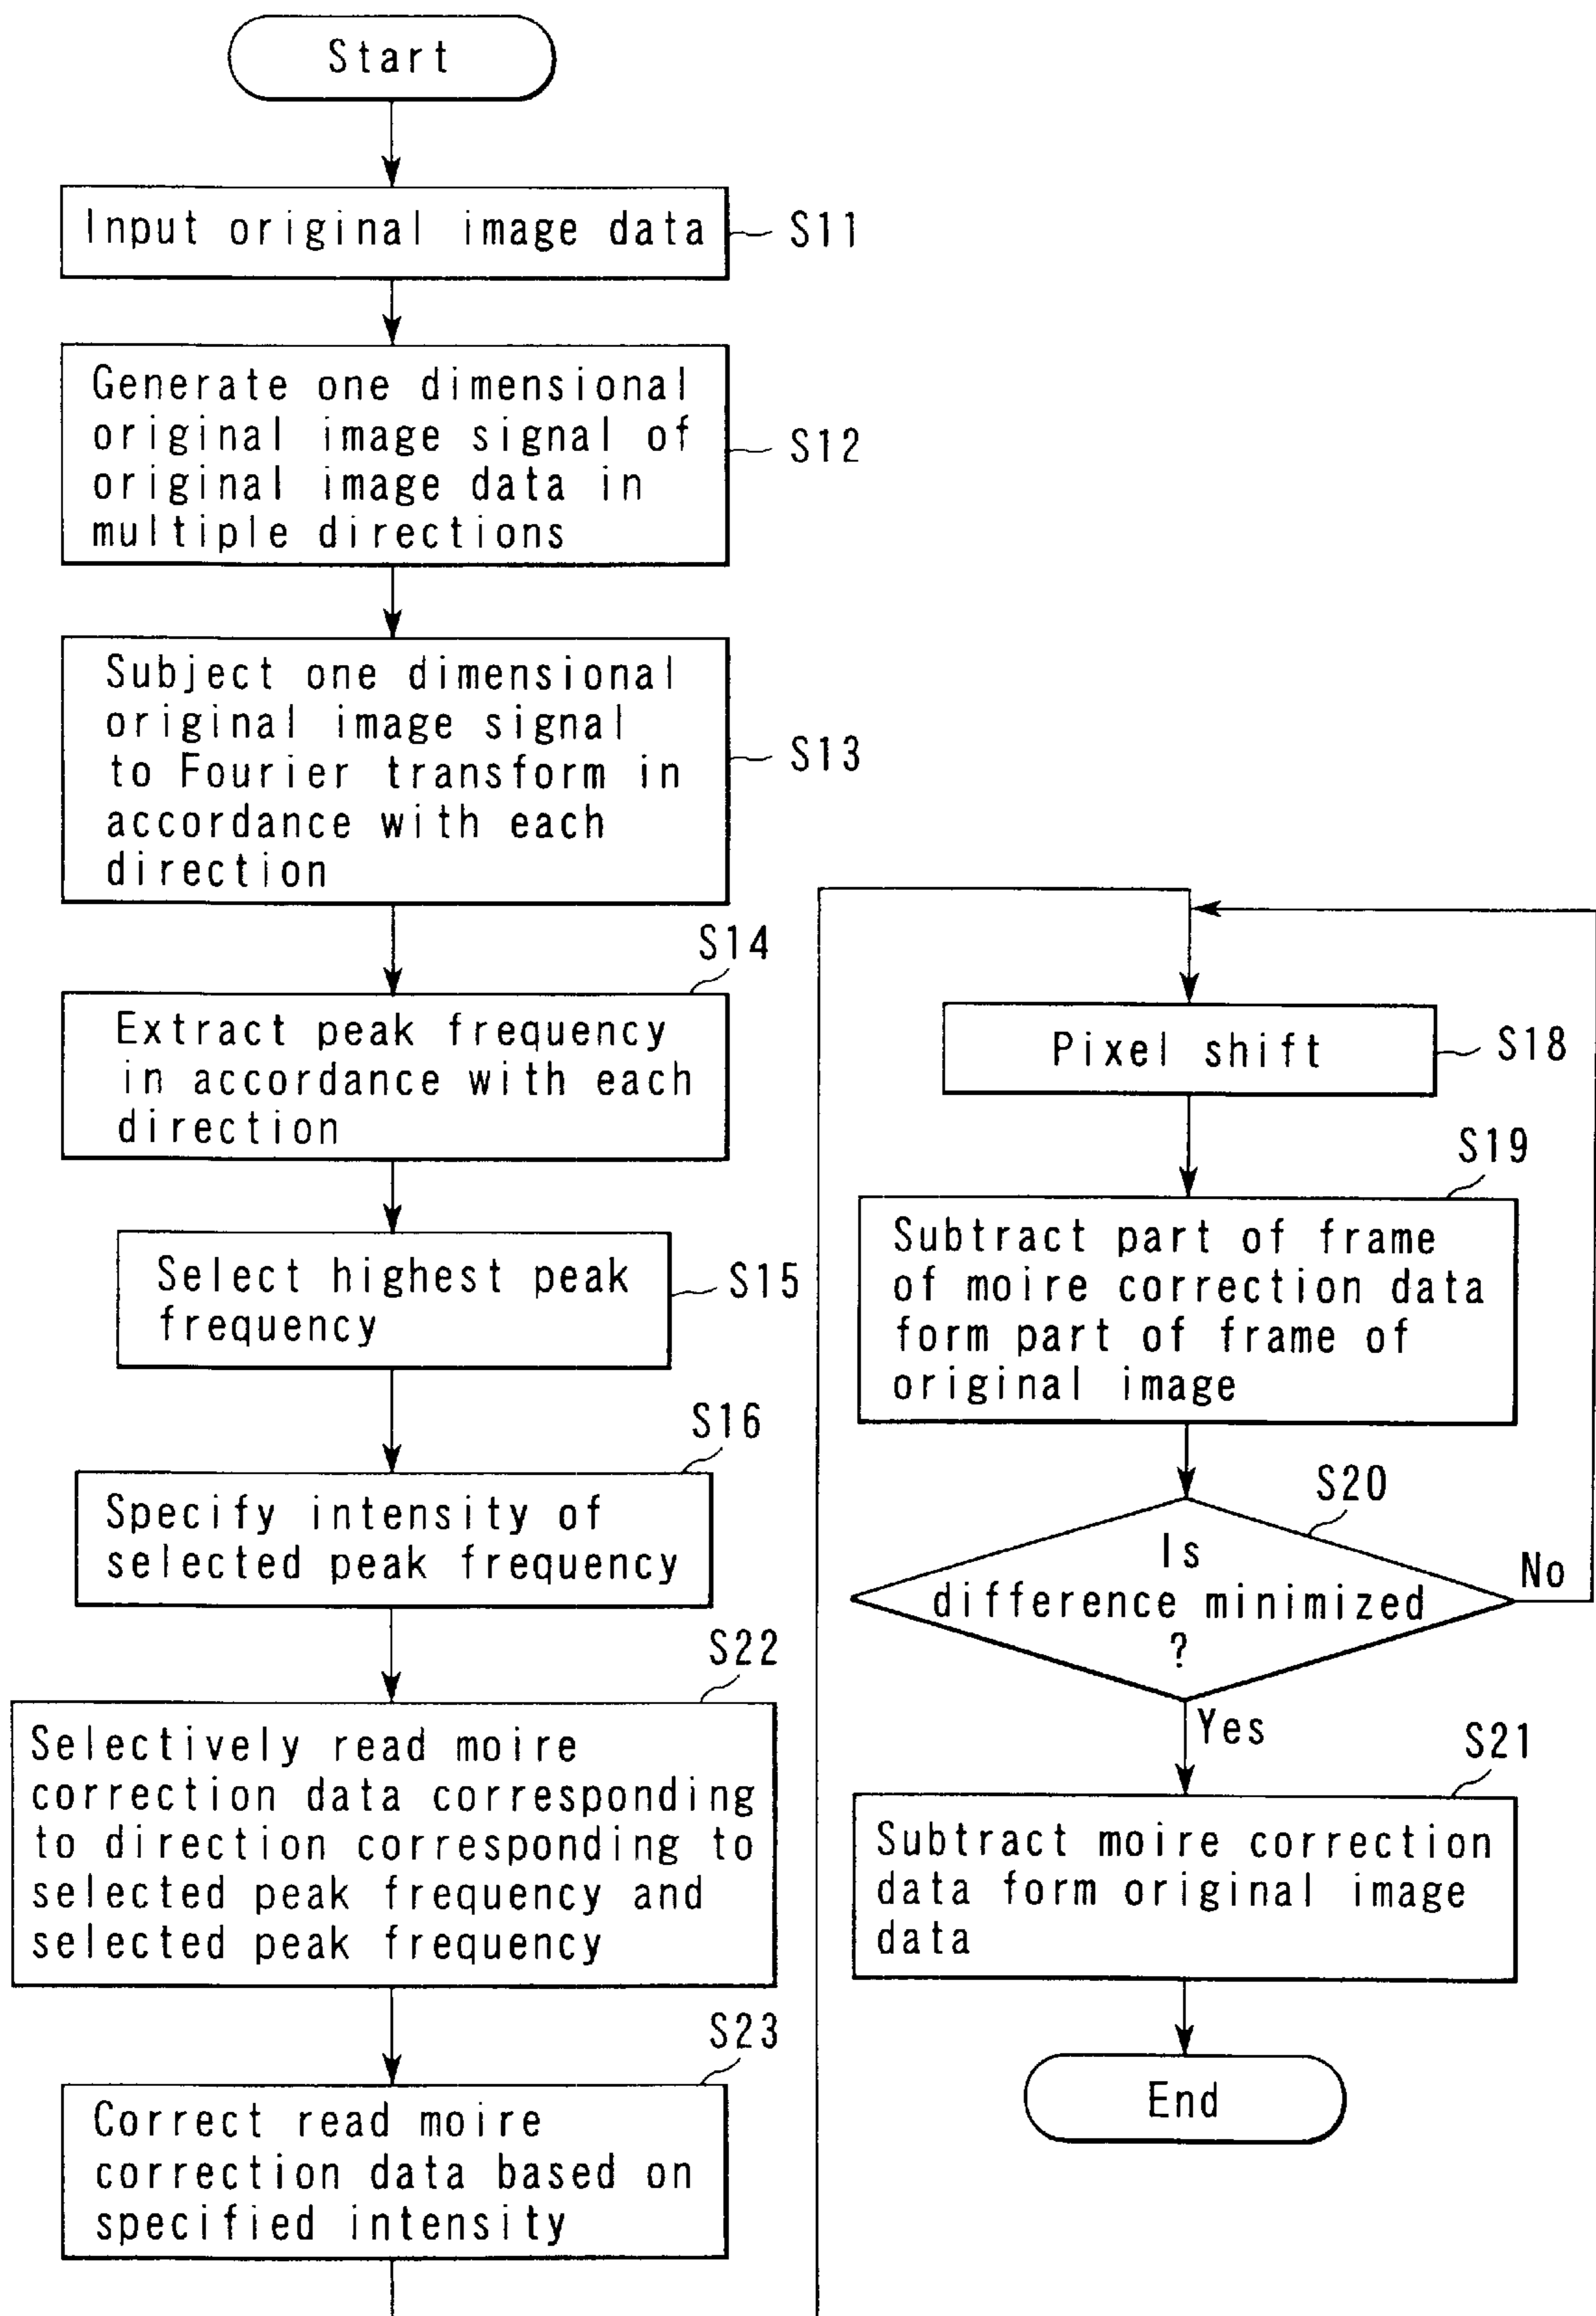 Start
Input original image data
S11
Generate one dimensional
original image signal of
original image data in
multiple directions
S12
Subject one dimensional
original image signal
to Fourier transform in
accordance with each
direction
S13
S14
Extract peak frequency
in accordance with each
direction
Select highest peak
frequency
S15
S16
Specify intensity of
selected peak frequency
S22
Selectively read moire
correction data corresponding
to direction corresponding to
selected peak frequency and
selected peak frequency
S23
Correct read moire
correction data based on
specified intensity
Pixel shift
S18
S19
Subtract part of frame
of moire correction data
form part of frame of
original image
S20
Is
difference minimized
?
No
Yes
S21
Subtract moire correction
data form original image
data
End